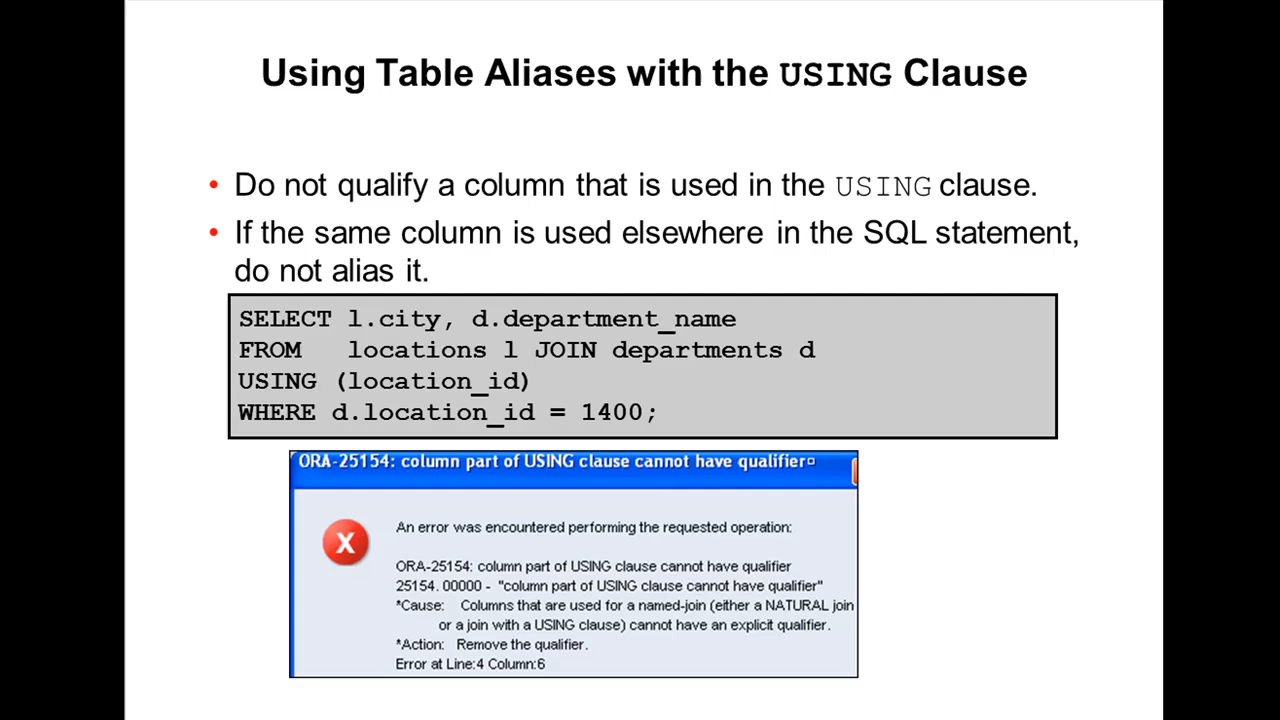 Using Table Aliases with the USING Clause
• Do not qualify a column that is used in the USING clause.
• If the same column is used elsewhere in the SQL statement,
do not alias it.
SELECT l.city, d.department_name
FROM   locations l JOIN departments d
USING (location_id)
WHERE d.location_id = 1400;
ORA-25154: column part of USING clause cannot have qualifier¤
X
An error was encountered performing the requested operation:
ORA-25154: column part of USING clause cannot have qualifier
25154. 00000 - "column part of USING clause cannot have qualifier"
*Cause:   Columns that are used for a named-join (either a NATURAL join
or a join with a USING clause) cannot have an explicit qualifier.
*Action:   Remove the qualifier.
Error at Line:4 Column:6